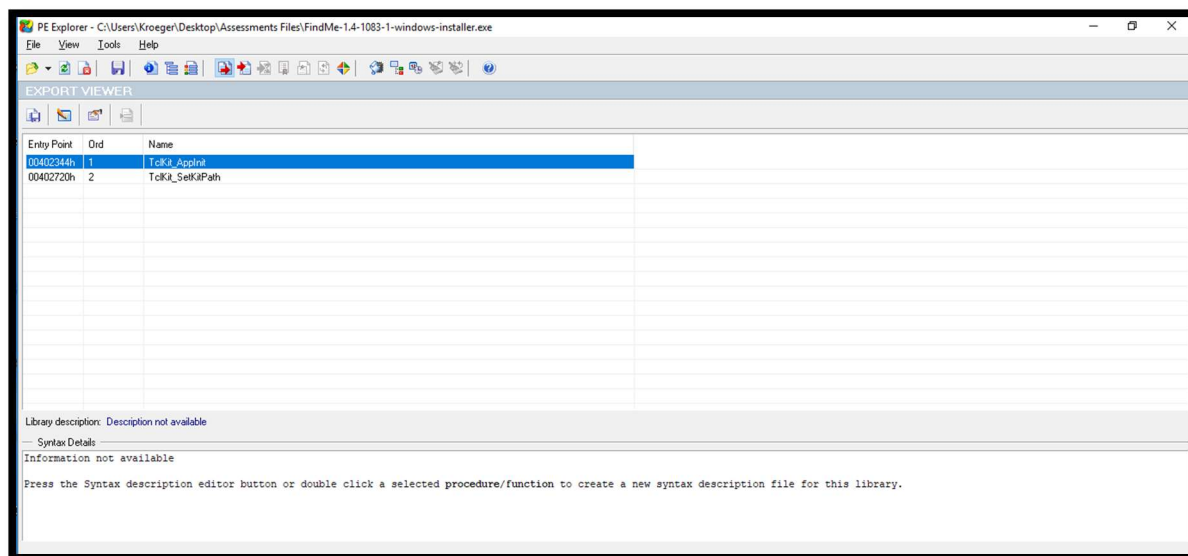 PE Explorer - C:\Users\Kroeger\Desktop\Assessments Files\FindMe-1.4-1083-1-windows-installer.exe
File View Tools Help
EXPORT VIEWER
Entry Point Ord Name
00402344h 1 TclKit_AppInit
00402720h 2 TclKit_SetKitPath
Library description: Description not available
Syntax Details
Information not available
Press the Syntax description editor button or double click a selected procedure/function to create a new syntax description file for this library.